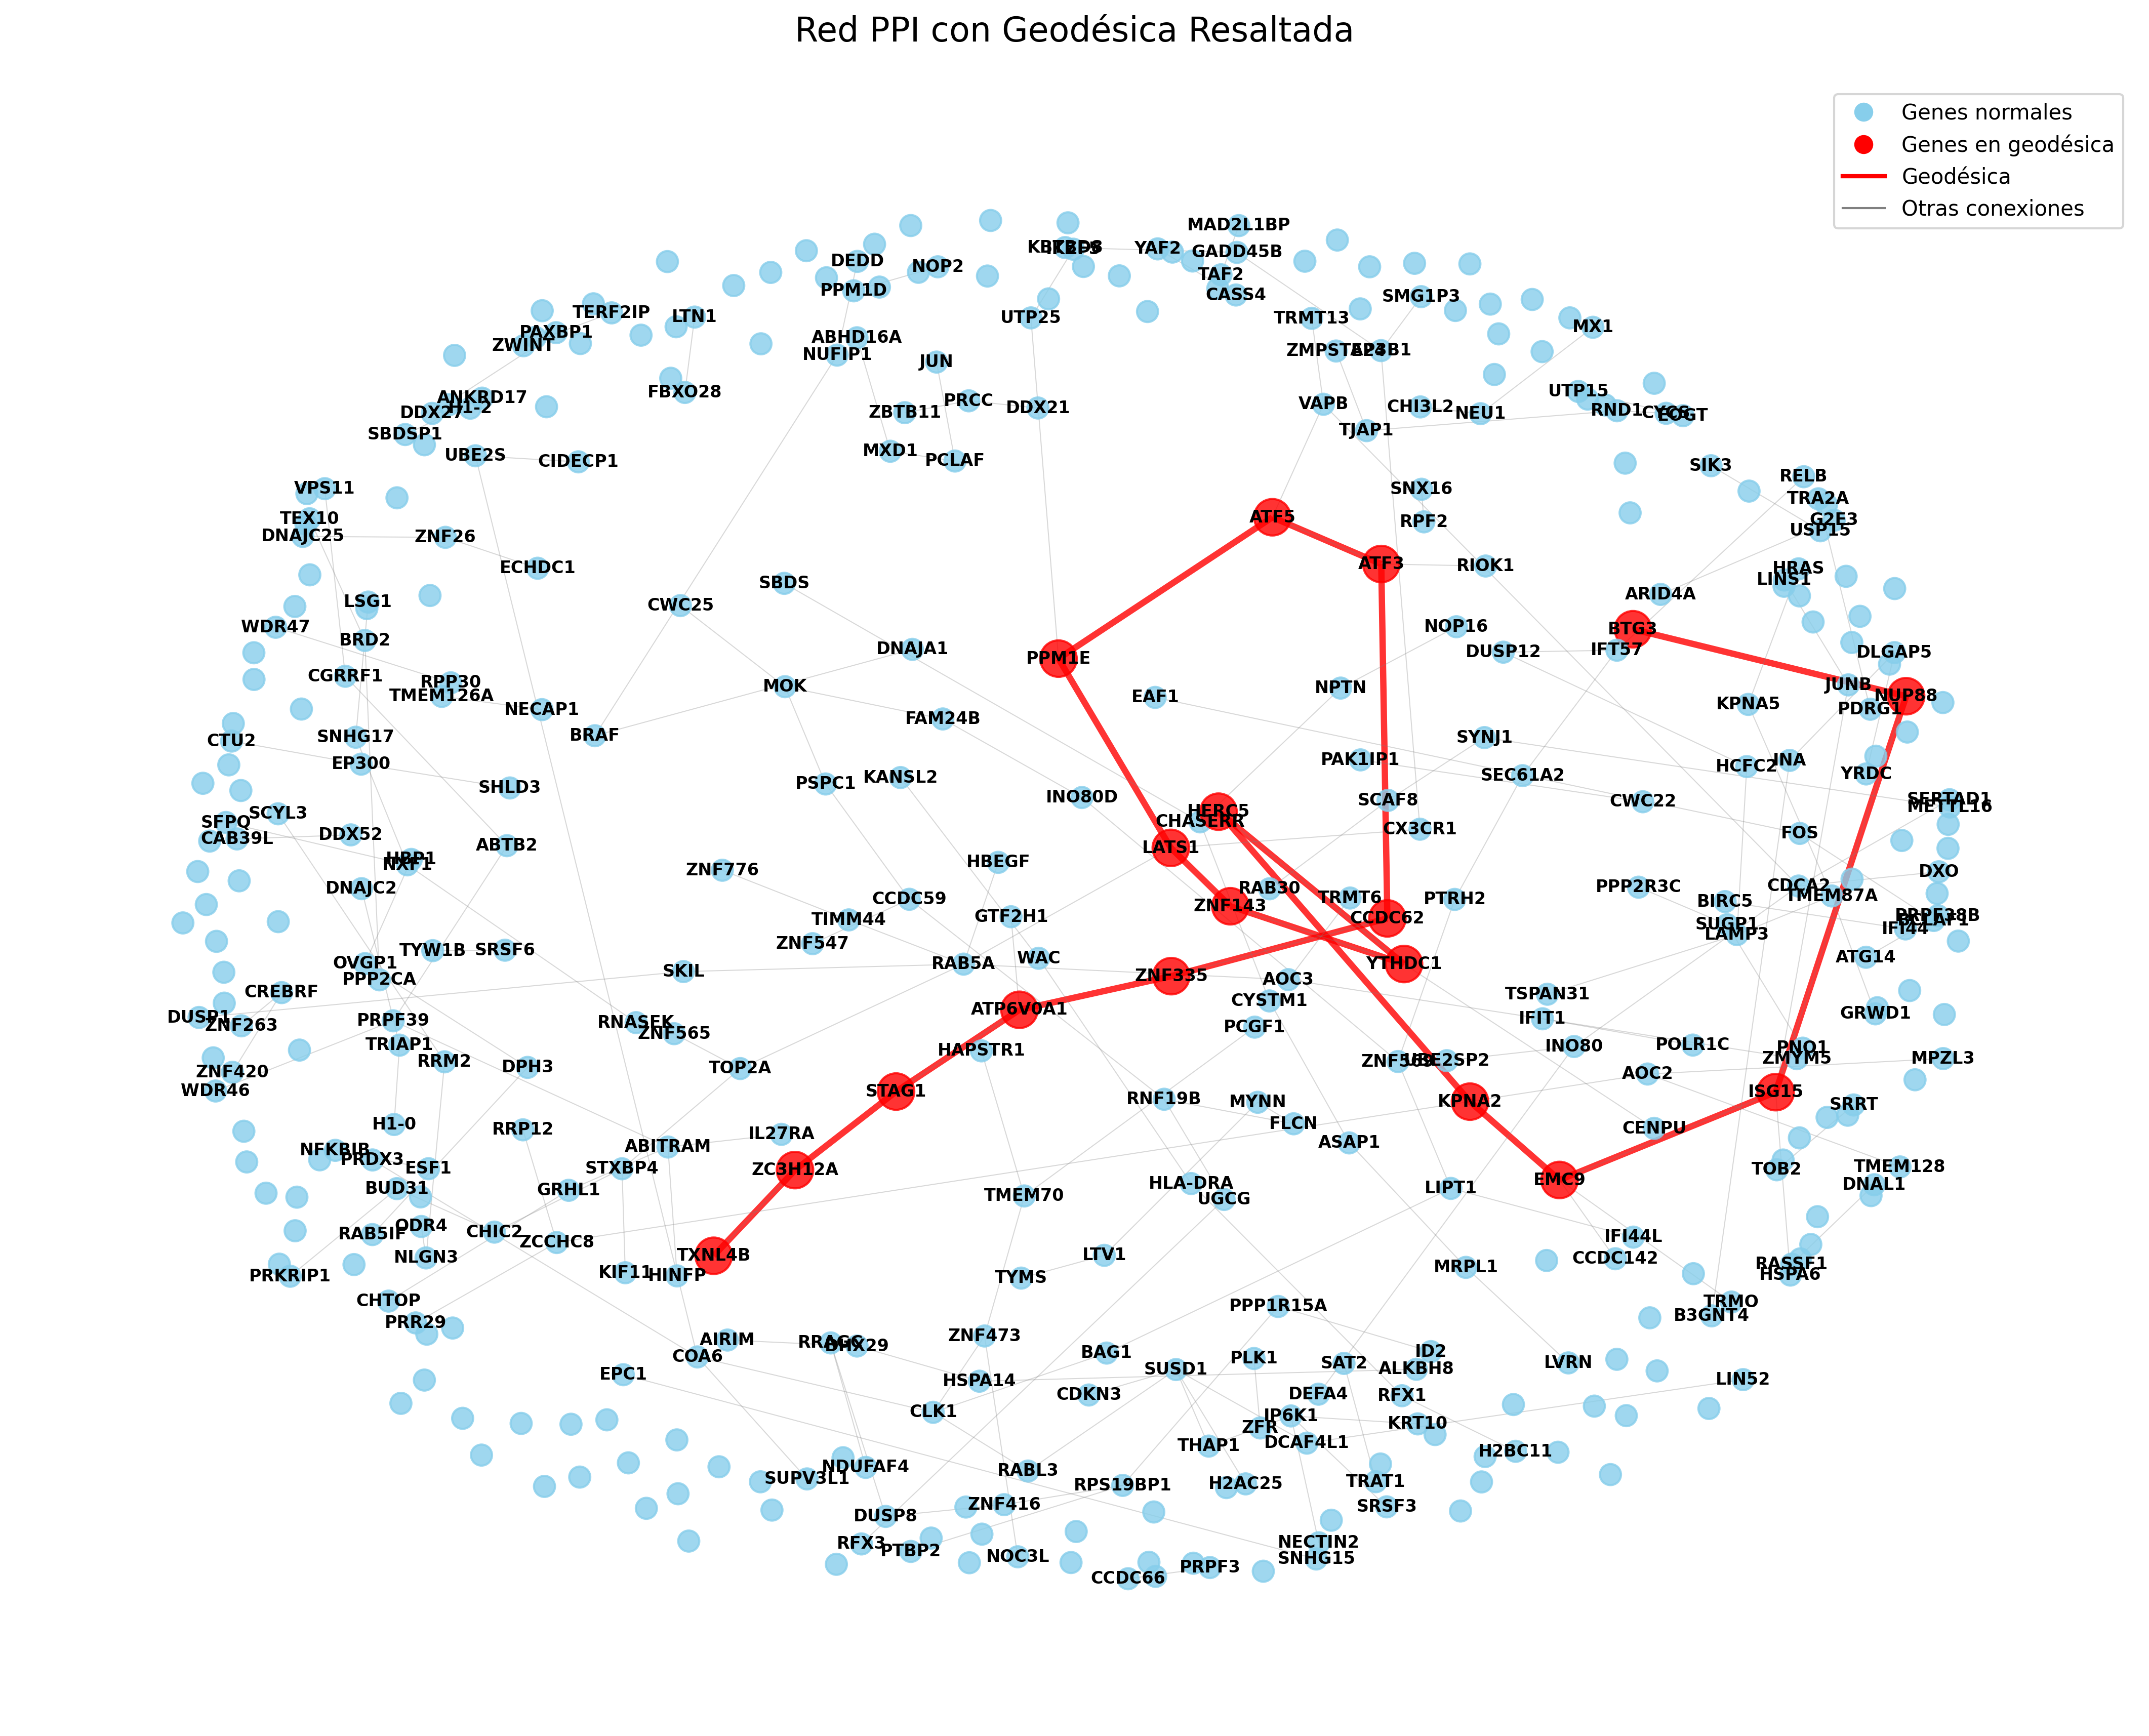 Red PPI con Geodésica Resaltada
Genes normales
Genes en geodésica
Geodésica
Otras conexiones
MAD2L1BP
YAF2
GADD45B
DEDD
NOP2
TAF2
PPM1D
CASS4
SMG1P3
TERF2IP
LTN1
UTP25
TRMT13
MX1
PAXBP1
ZWINT
ABHD16A
NUFIP1
ZMPSTE24
AP3B1
JUN
FBXO28
UTP15
ANKRD17
H1-2
DDX27
PRCC
DDX21
ZBTB11
VAPB
CHI3L2
NEU1
RND1
CYCS
EOGT
SBDSP1
TJAP1
UBE2S
CIDECP1
MXD1
PCLAF
SIK3
RELB
VPS11
SNX16
TRA2A
TEX10
ATF5
RPF2
G2E3
USP15
DNAJC25
ZNF26
ECHDC1
ATF3
RIOK1
HRAS
LINS1
SBDS
ARID4A
LSG1
CWC25
WDR47
NOP16
BTG3
BRD2
DNAJA1
PPM1E
DUSP12
IFT57
DLGAP5
CGRRF1
RPP30
TMEM126A
MOK
NPTN
EAF1
JUNB
NUP88
KPNA5
PDRG1
NECAP1
FAM24B
BRAF
SNHG17
CTU2
SYNJ1
EP300
PAK1IP1
HCFC2
INA
YRDC
SHLD3
PSPC1
KANSL2
SEC61A2
INO80D
SCAF8
CWC22
SERTAD1
METTL16
SCYL3
HERC5
CHASERR
SFPQ
CAB39L
DDX52
CX3CR1
FOS
ABTB2
LATS1
HBP1
NXF1
HBEGF
ZNF776
DXO
DNAJC2
RAB30
PPP2R3C
CDCA2
TMEM87A
CCDC59
TRMT6
PTRH2
BIRC5
ZNF143
GTF2H1
TIMM44
CCDC62
PRPF38B
BCLAF1
SUGP1
LAMP3
IFI44
ZNF547
TYW1B
SRSF6
WAC
ATG14
OVGP1
RAB5A
YTHDC1
SKIL
PPP2CA
ZNF335
AOC3
CREBRF
TSPAN31
CYSTM1
ATP6V0A1
GRWD1
DUSP1
ZNF263
PRPF39
RNASEK
ZNF565
PCGF1
IFIT1
TRIAP1
HAPSTR1
INO80
POLR1C
PNO1
ZMYM5
MPZL3
RRM2
DPH3
TOP2A
ZNF569
UBE2SP2
ZNF420
AOC2
WDR46
STAG1
RNF19B
MYNN
KPNA2
ISG15
SRRT
H1-0
RRP12
FLCN
CENPU
IL27RA
ASAP1
ABITRAM
NFKBIB
PRDX3
ESF1
STXBP4
ZC3H12A
TOB2
TMEM128
BUD31
GRHL1
TMEM70
HLA-DRA
UGCG
LIPT1
EMC9
DNAL1
RAB5IF
ODR4
CHIC2
ZCCHC8
IFI44L
NLGN3
TXNL4B
LTV1
CCDC142
RASSF1
HSPA6
PRKRIP1
KIF11
HINFP
TYMS
MRPL1
CHTOP
PPP1R15A
TRMO
B3GNT4
PRR29
AIRIM
RRAGC
DHX29
ZNF473
COA6
BAG1
ID2
PLK1
SAT2
LVRN
EPC1
HSPA14
SUSD1
ALKBH8
LIN52
CDKN3
DEFA4
RFX1
CLK1
IP6K1
ZFR
KRT10
THAP1
DCAF4L1
H2BC11
NDUFAF4
SUPV3L1
RABL3
RPS19BP1
H2AC25
TRAT1
ZNF416
SRSF3
DUSP8
RFX3
PTBP2
NOC3L
NECTIN2
SNHG15
CCDC66
PRPF3